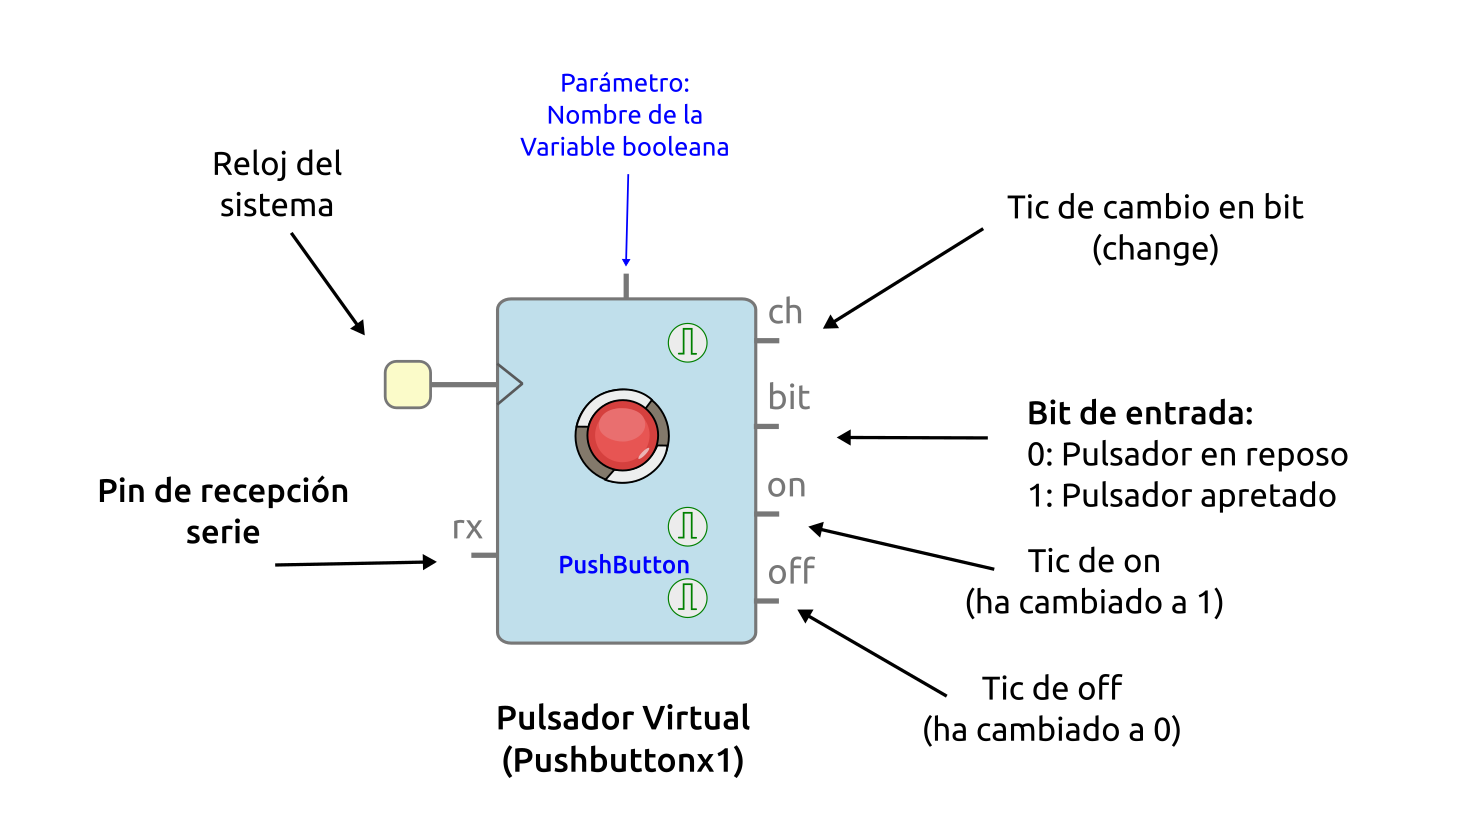 Parámetro:
Nombre de la
Variable booleana
Reloj del
sistema
Tic de cambio en bit
(change)
ch
bit
Bit de entrada:
0: Pulsador en reposo
1: Pulsador apretado
Pin de recepción
serie
rx
on
PushButton
off
Tic de on
(ha cambiado a 1)
Tic de off
(ha cambiado a 0)
Pulsador Virtual
(Pushbuttonx1)